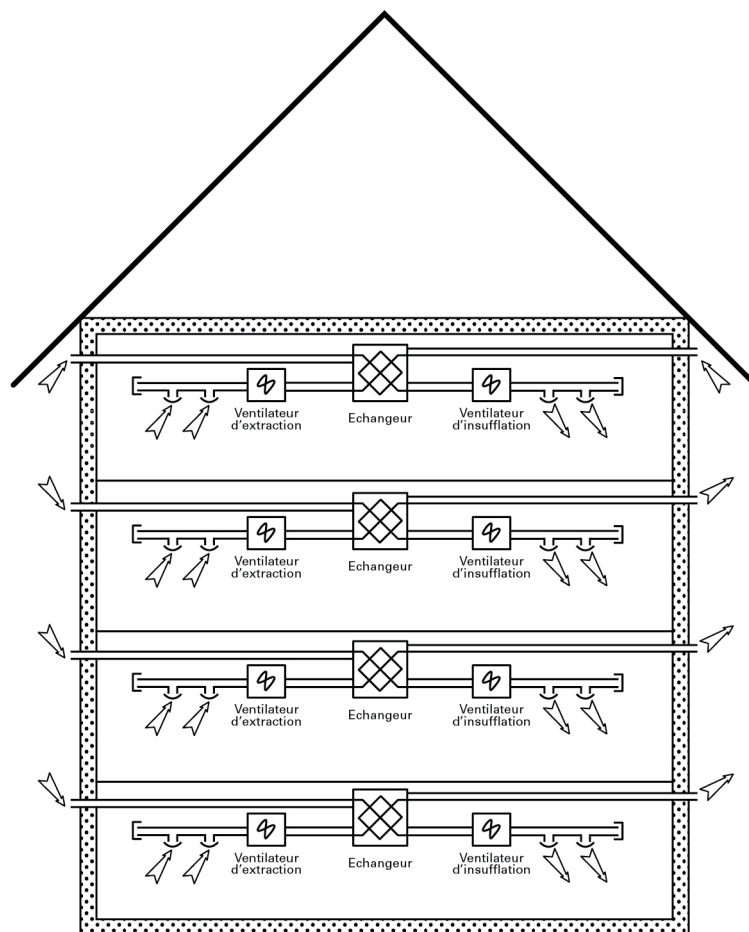 Ventilateur
d'extraction
Echangeur
Ventilateur
d'insufflation
Ventilateur
d'extraction
Echangeur
Ventilateur
d'insufflation
Ventilateur
d'extraction
Echangeur
Ventilateur
d'insufflation
Ventilateur
d'extraction
Echangeur
Ventilateur
d'insufflation